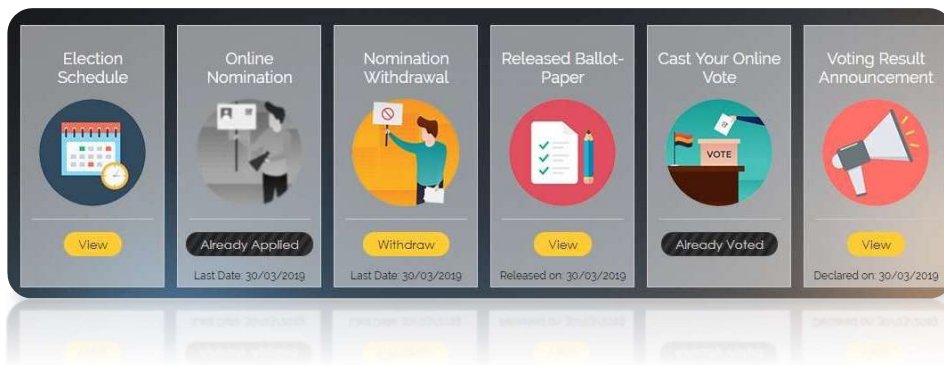 Election
Schedule
View
Online
Nomination
Already Applied
Last Date: 30/03/2019
Nomination
Withdrawal
Withdraw
Last Date: 30/03/2019
Released Ballot-
Paper
View
Released on: 30/03/2019
Cast Your Online
Vote
VOTE
Already Voted
Voting Result
Announcement
View
Declared on: 30/03/2019